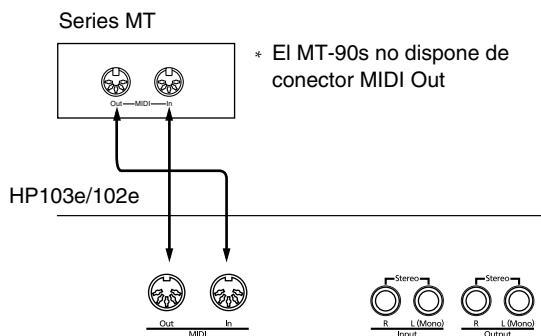 Series MT
* El MT-90s no dispone de
conector MIDI Out
Out MIDI In
HP103e/102e
Stereo Stereo
Out In R L (Mono) R L (Mono)
MIDI Input Output